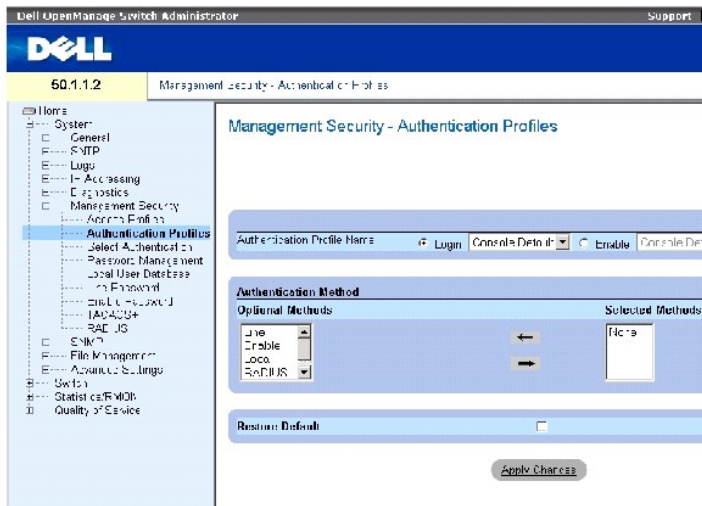 Dell OpenManage Switch Administrator Support
DELL
50.1.1.2 Management Security - Authentication Profiles
Home
System
General
SNTP
Logs
IP Addressing
Diagnostics
Management Security
Access Profiles
Authentication Profiles
Select Authentication
Password Management
Local User Database
Line Password
Enable Password
TACACS+
RADIUS
SNMP
File Management
Advanced Settings
Switch
Statistics/RMON
Quality of Service
Management Security - Authentication Profiles
Authentication Profile Name Login Console Default Enable Console De
Authentication Method
Optional Methods Selected Methods
Line
Enable
Local
RADIUS
None
Restore Default
Apply Changes